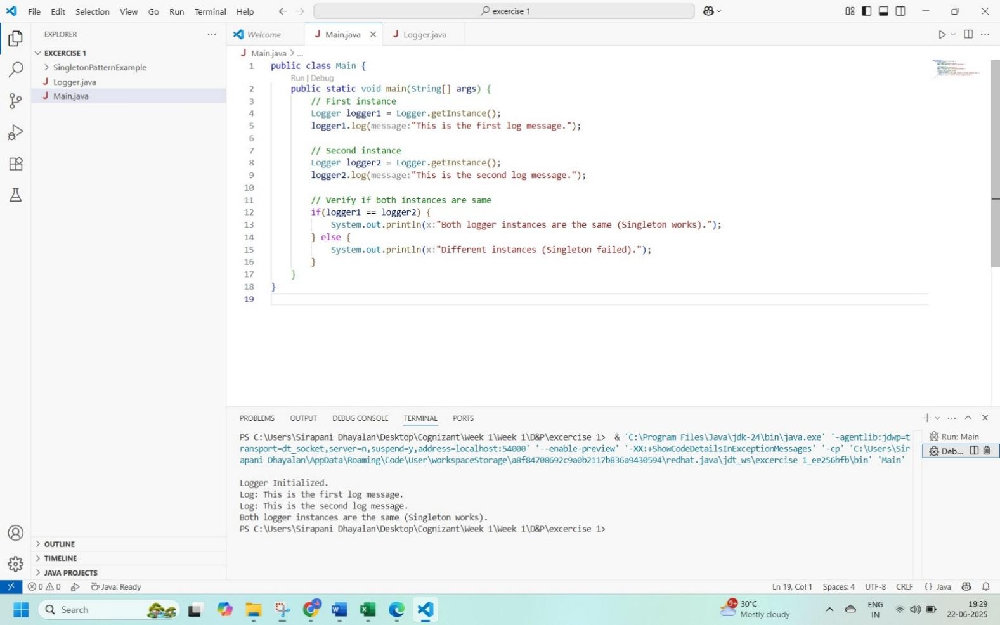 File Edit Selection View Go Run Terminal Help excercise 1
EXPLORER
EXCERCISE 1
SingletonPatternExample
Logger.java
Main.java
OUTLINE
TIMELINE
JAVA PROJECTS
Welcome Main.java Logger.java
Main.java > ...
1 public class Main {
Run | Debug
2 public static void main(String[] args) {
3 // First instance
4 Logger logger1 = Logger.getInstance();
5 logger1.log(message:"This is the first log message.");
6
7 // Second instance
8 Logger logger2 = Logger.getInstance();
9 logger2.log(message:"This is the second log message.");
10
11 // Verify if both instances are same
12 if(logger1 == logger2) {
13 System.out.println(x:"Both logger instances are the same (Singleton works).");
14 } else {
15 System.out.println(x:"Different instances (Singleton failed).");
16 }
17 }
18 }
19
PROBLEMS OUTPUT DEBUG CONSOLE TERMINAL PORTS
PS C:\Users\Sirapani Dhayalan\Desktop\Cognizant\Week 1\Week 1\D&P\excercise 1> & 'C:\Program Files\Java\jdk-24\bin\java.exe' '-agentlib:jdwp=t
ransport=dt_socket,server=n,suspend=y,address=localhost:54000' '--enable-preview' '-XX:+ShowCodeDetailsInExceptionMessages' '-cp' 'C:\Users\Sir
apani Dhayalan\AppData\Roaming\Code\User\workspaceStorage\a8f84708692c9a0b2117b836a9430594\redhat.java\jdt_ws\excercise 1_ee256bfb\bin' 'Main'
Logger Initialized.
Log: This is the first log message.
Log: This is the second log message.
Both logger instances are the same (Singleton works).
PS C:\Users\Sirapani Dhayalan\Desktop\Cognizant\Week 1\Week 1\D&P\excercise 1>
Run: Main
Deb...
0 0 Java: Ready Ln 19, Col 1 Spaces: 4 UTF-8 CRLF {} Java
Search
9+ 30°C
Mostly cloudy
ENG
IN
19:29
22-06-2025